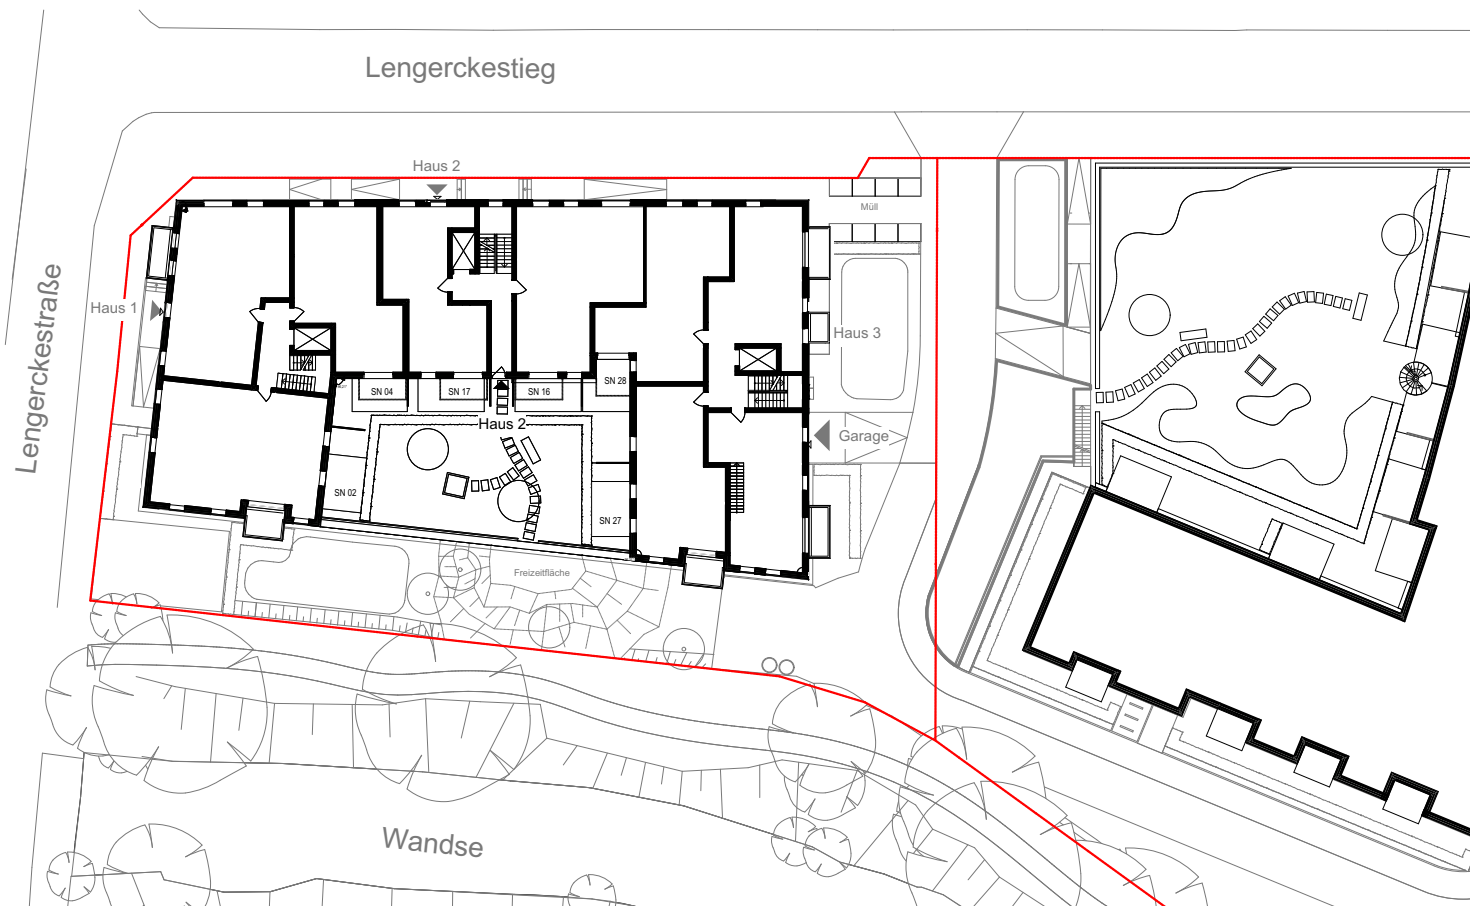 Lengerckestieg
Haus 2
Müll
Lengerckestraße
Haus 1
Haus 3
SN 04
SN 17
SN 16
SN 28
Haus 2
Garage
SN 02
SN 27
Freizeitfläche
Wandse